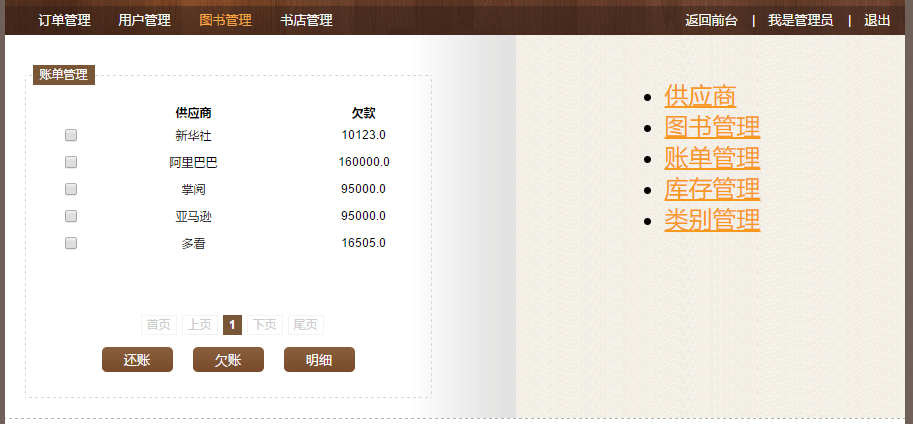 订单管理 用户管理 图书管理 书店管理 返回前台 | 我是管理员 | 退出
账单管理
供应商 欠款
新华社 10123.0
阿里巴巴 160000.0
掌阅 95000.0
亚马逊 95000.0
多看 16505.0
首页 上页 1 下页 尾页
还账 欠账 明细
供应商
图书管理
账单管理
库存管理
类别管理